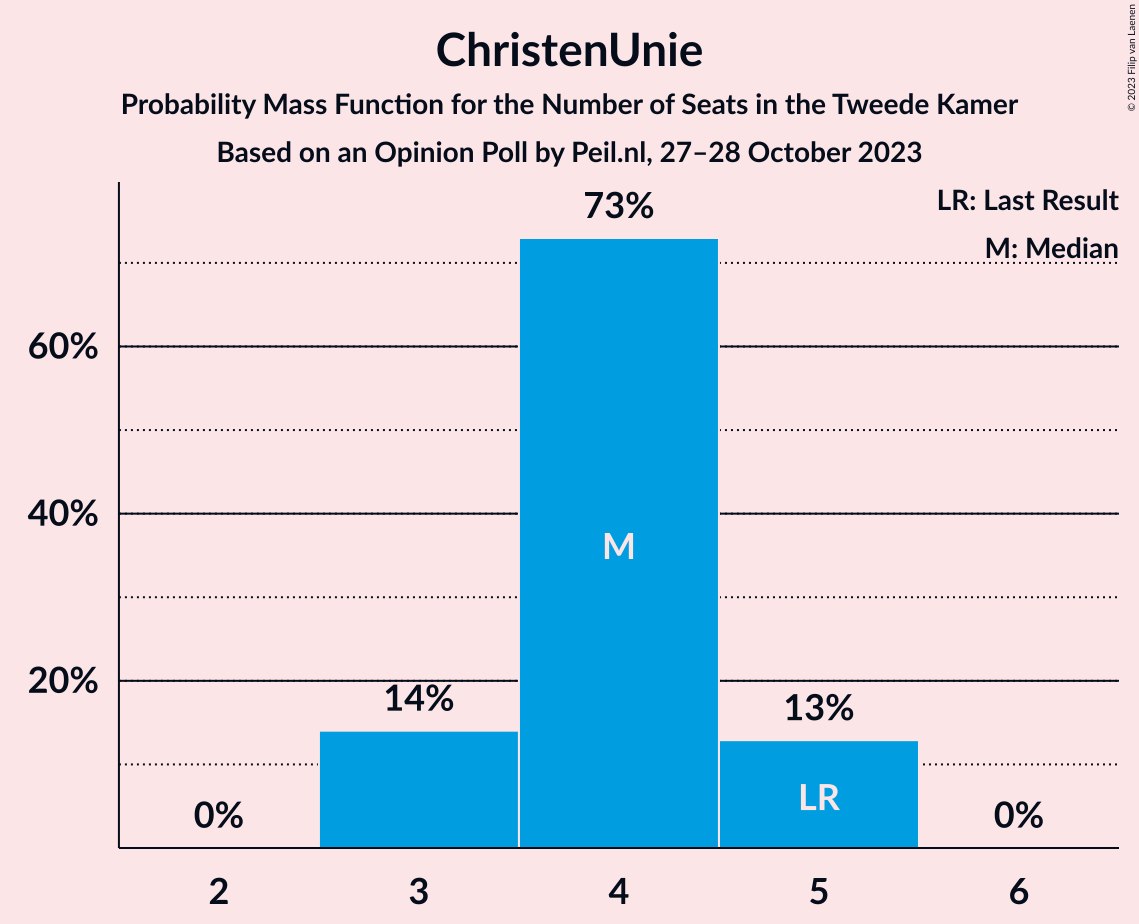 ChristenUnie
Probability Mass Function for the Number of Seats in the Tweede Kamer
Based on an Opinion Poll by Peil.nl, 27–28 October 2023
© 2023 Filip van Laenen
LR: Last Result
M: Median
60%
40%
20%
0%
14%
73%
13%
0%
M
LR
2
3
4
5
6